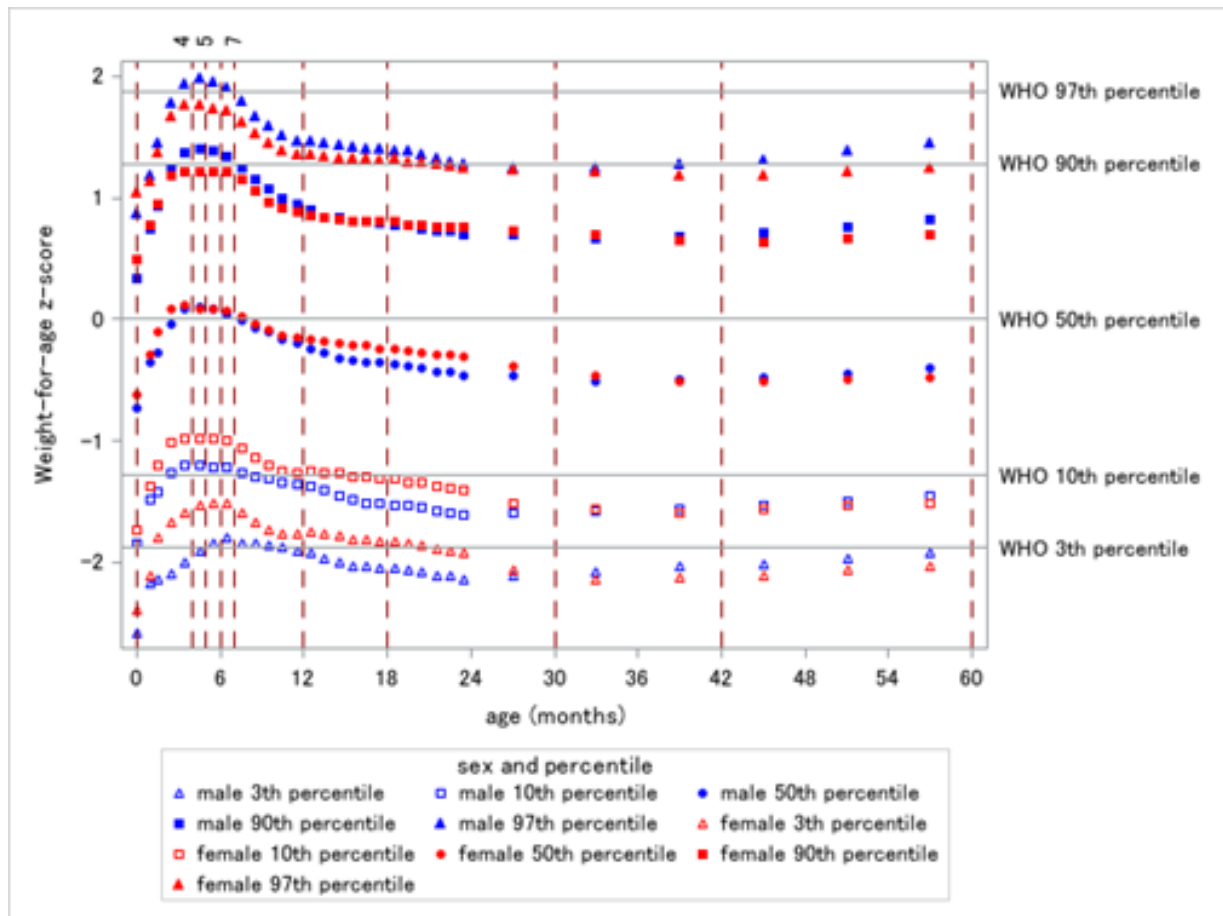 4 5 7
2
1
0
-1
-2
Weight-for-age z-score
WHO 97th percentile
WHO 90th percentile
WHO 50th percentile
WHO 10th percentile
WHO 3th percentile
0 6 12 18 24 30 36 42 48 54 60
age (months)
sex and percentile
male 3th percentile male 10th percentile male 50th percentile
male 90th percentile male 97th percentile female 3th percentile
female 10th percentile female 50th percentile female 90th percentile
female 97th percentile